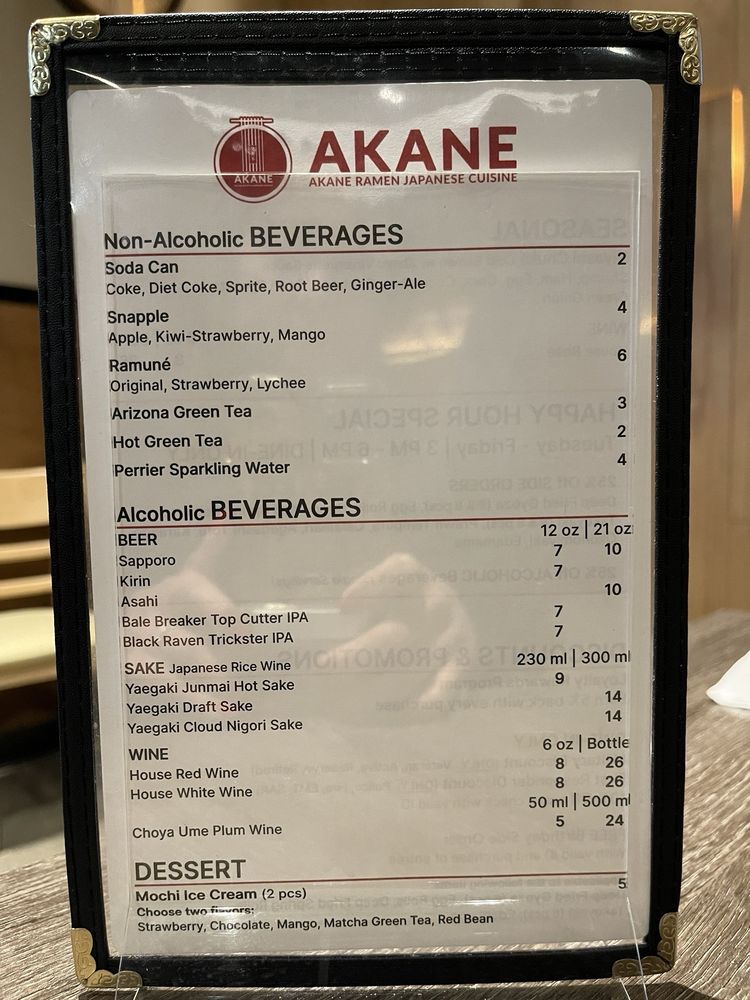 AKANE
AKANE
AKANE RAMEN JAPANESE CUISINE
Non-Alcoholic BEVERAGES
Soda Can 2
Coke, Diet Coke, Sprite, Root Beer, Ginger-Ale
Snapple 4
Apple, Kiwi-Strawberry, Mango
Ramuné 6
Original, Strawberry, Lychee
Arizona Green Tea 3
Hot Green Tea 2
Perrier Sparkling Water 4
Alcoholic BEVERAGES
BEER 12 oz | 21 oz
Sapporo 7 10
Kirin 7
Asahi 10
Bale Breaker Top Cutter IPA 7
Black Raven Trickster IPA 7
SAKE Japanese Rice Wine 230 ml | 300 ml
Yaegaki Junmai Hot Sake 9
Yaegaki Draft Sake 14
Yaegaki Cloud Nigori Sake 14
WINE 6 oz | Bottle
House Red Wine 8 26
House White Wine 8 26
50 ml | 500 ml
Choya Ume Plum Wine 5 24
DESSERT
Mochi Ice Cream (2 pcs) 5
Choose two flavors:
Strawberry, Chocolate, Mango, Matcha Green Tea, Red Bean